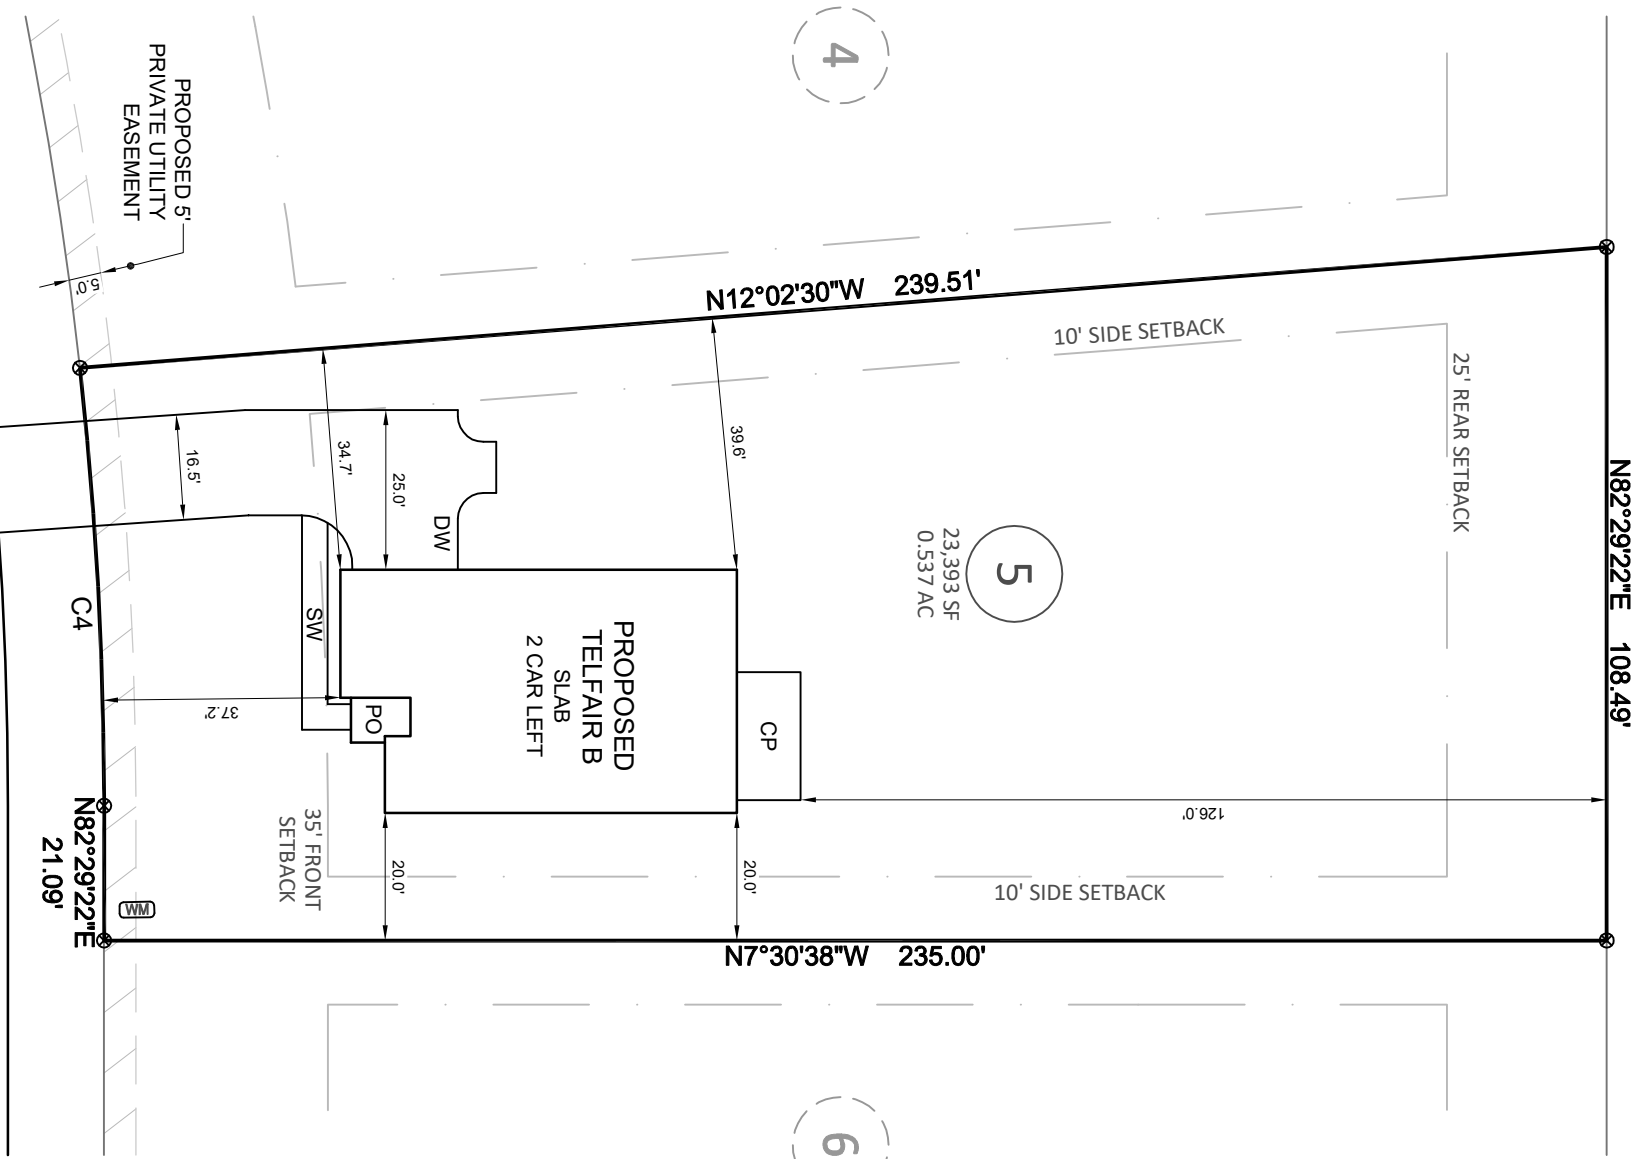 4
PROPOSED 5'
PRIVATE UTILITY
EASEMENT
5.0'
N12°02'30"W 239.51'
10' SIDE SETBACK
25' REAR SETBACK
N82°29'22"E 108.49'
39.6'
34.7'
25.0'
16.5'
DW
5
23,393 SF
0.537 AC
SW
C4
PROPOSED
TELFAIR B
SLAB
2 CAR LEFT
PO
CP
37.2'
126.0'
35' FRONT
SETBACK
20.0'
20.0'
10' SIDE SETBACK
N82°29'22"E
21.09'
WM
N7°30'38"W 235.00'
6